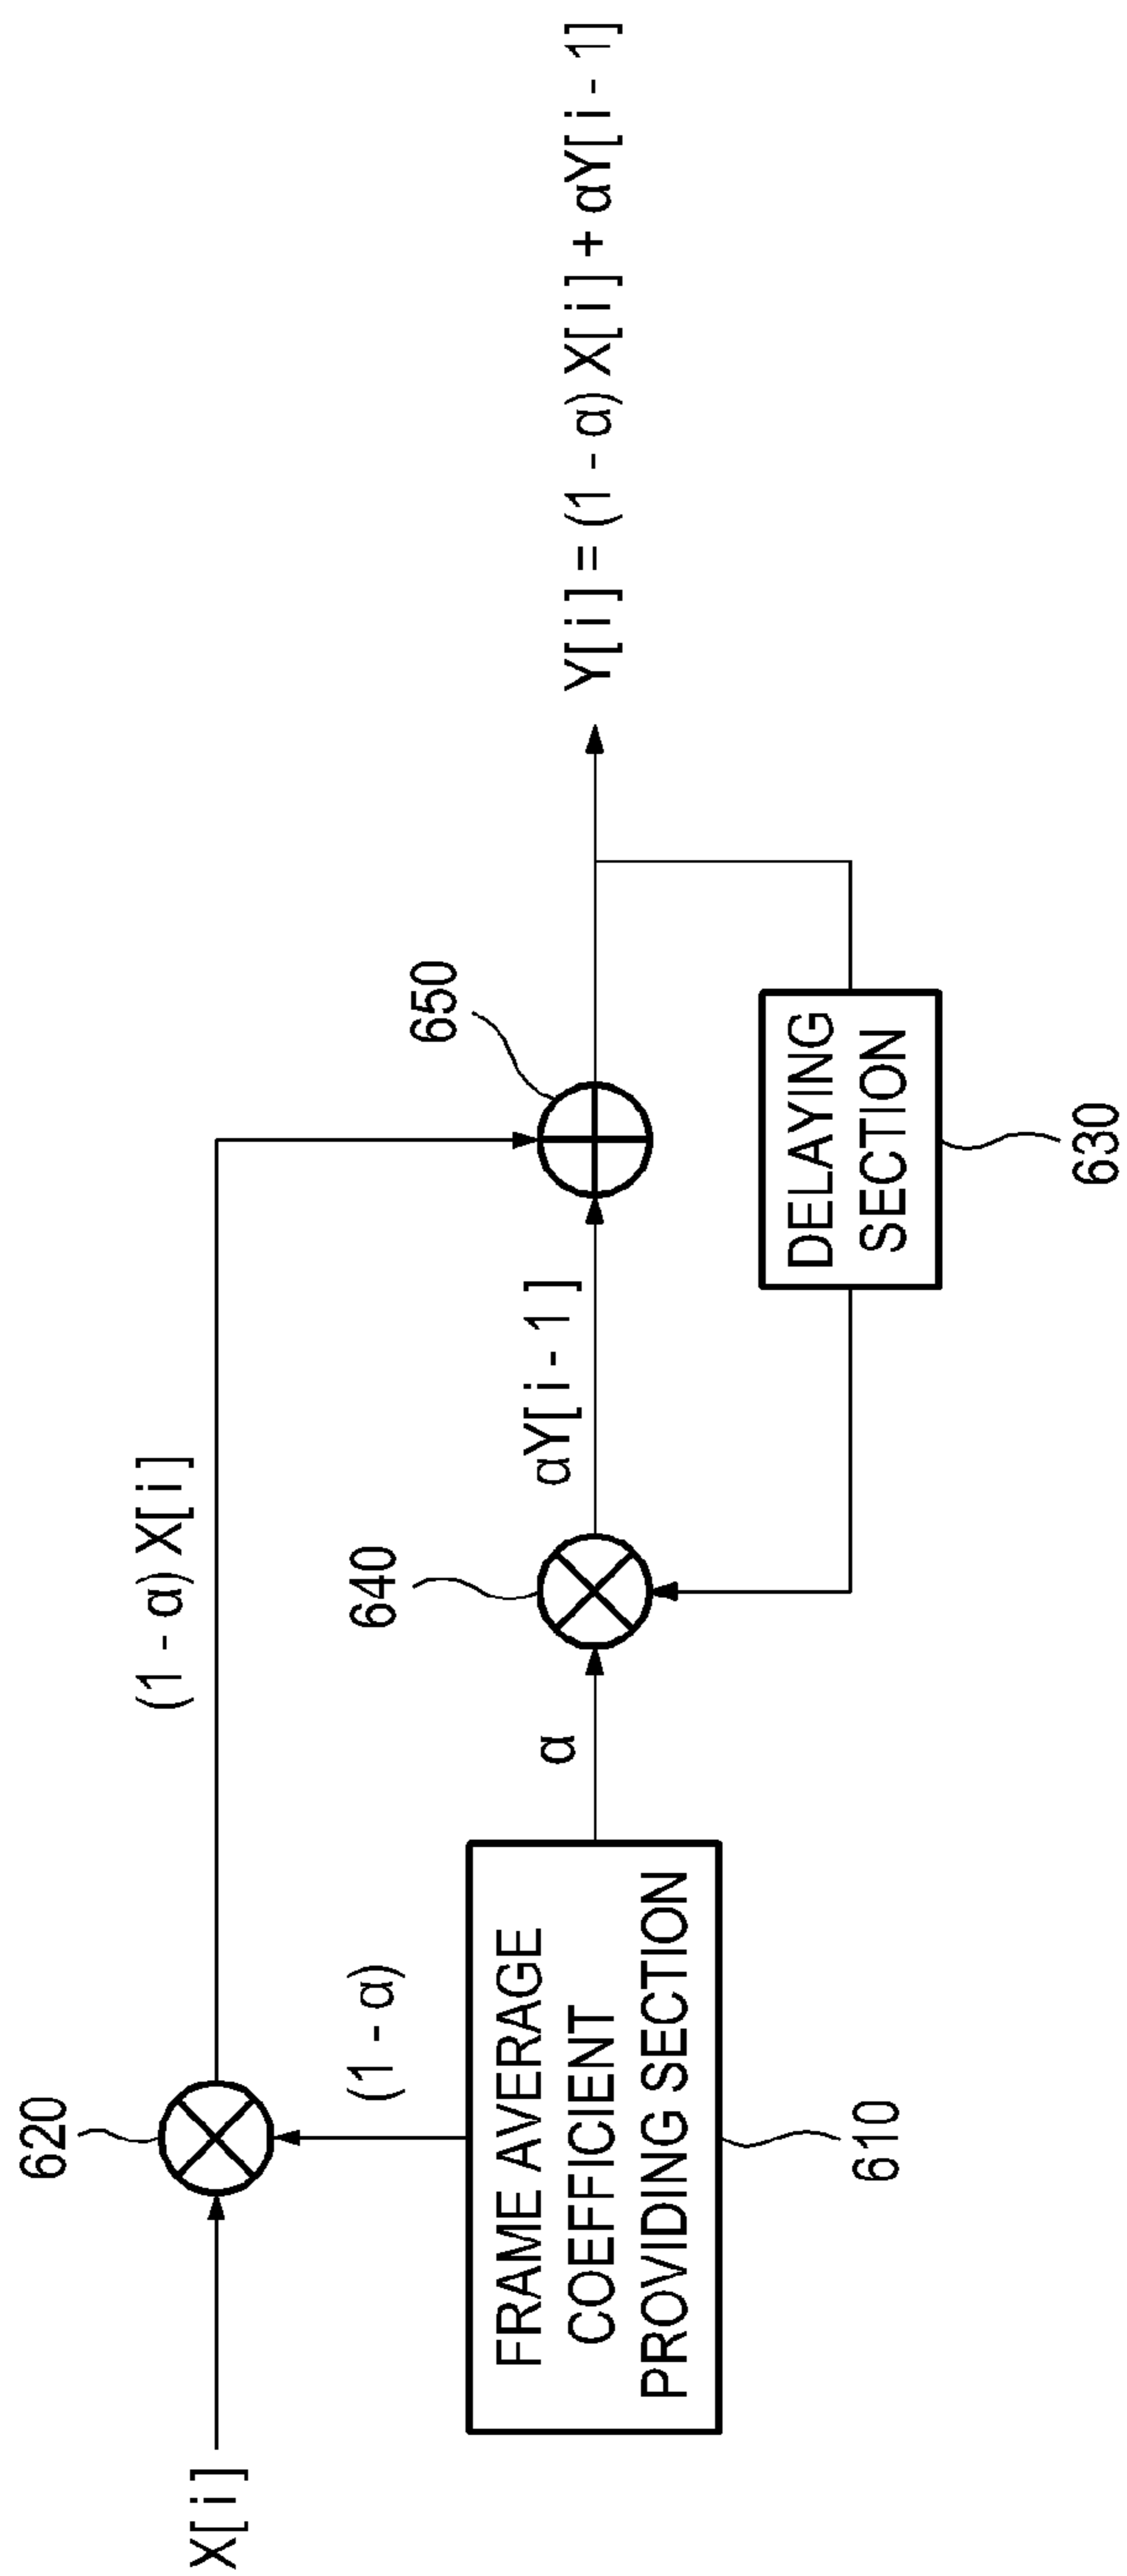 620
X[ i ]
(1 - α) X[ i ]
(1 - α)
640
650
FRAME AVERAGE
COEFFICIENT
PROVIDING SECTION
α
αY[ i - 1 ]
Y[ i ] = (1 - α) X[ i ] + αY[ i - 1]
610
DELAYING
SECTION
630